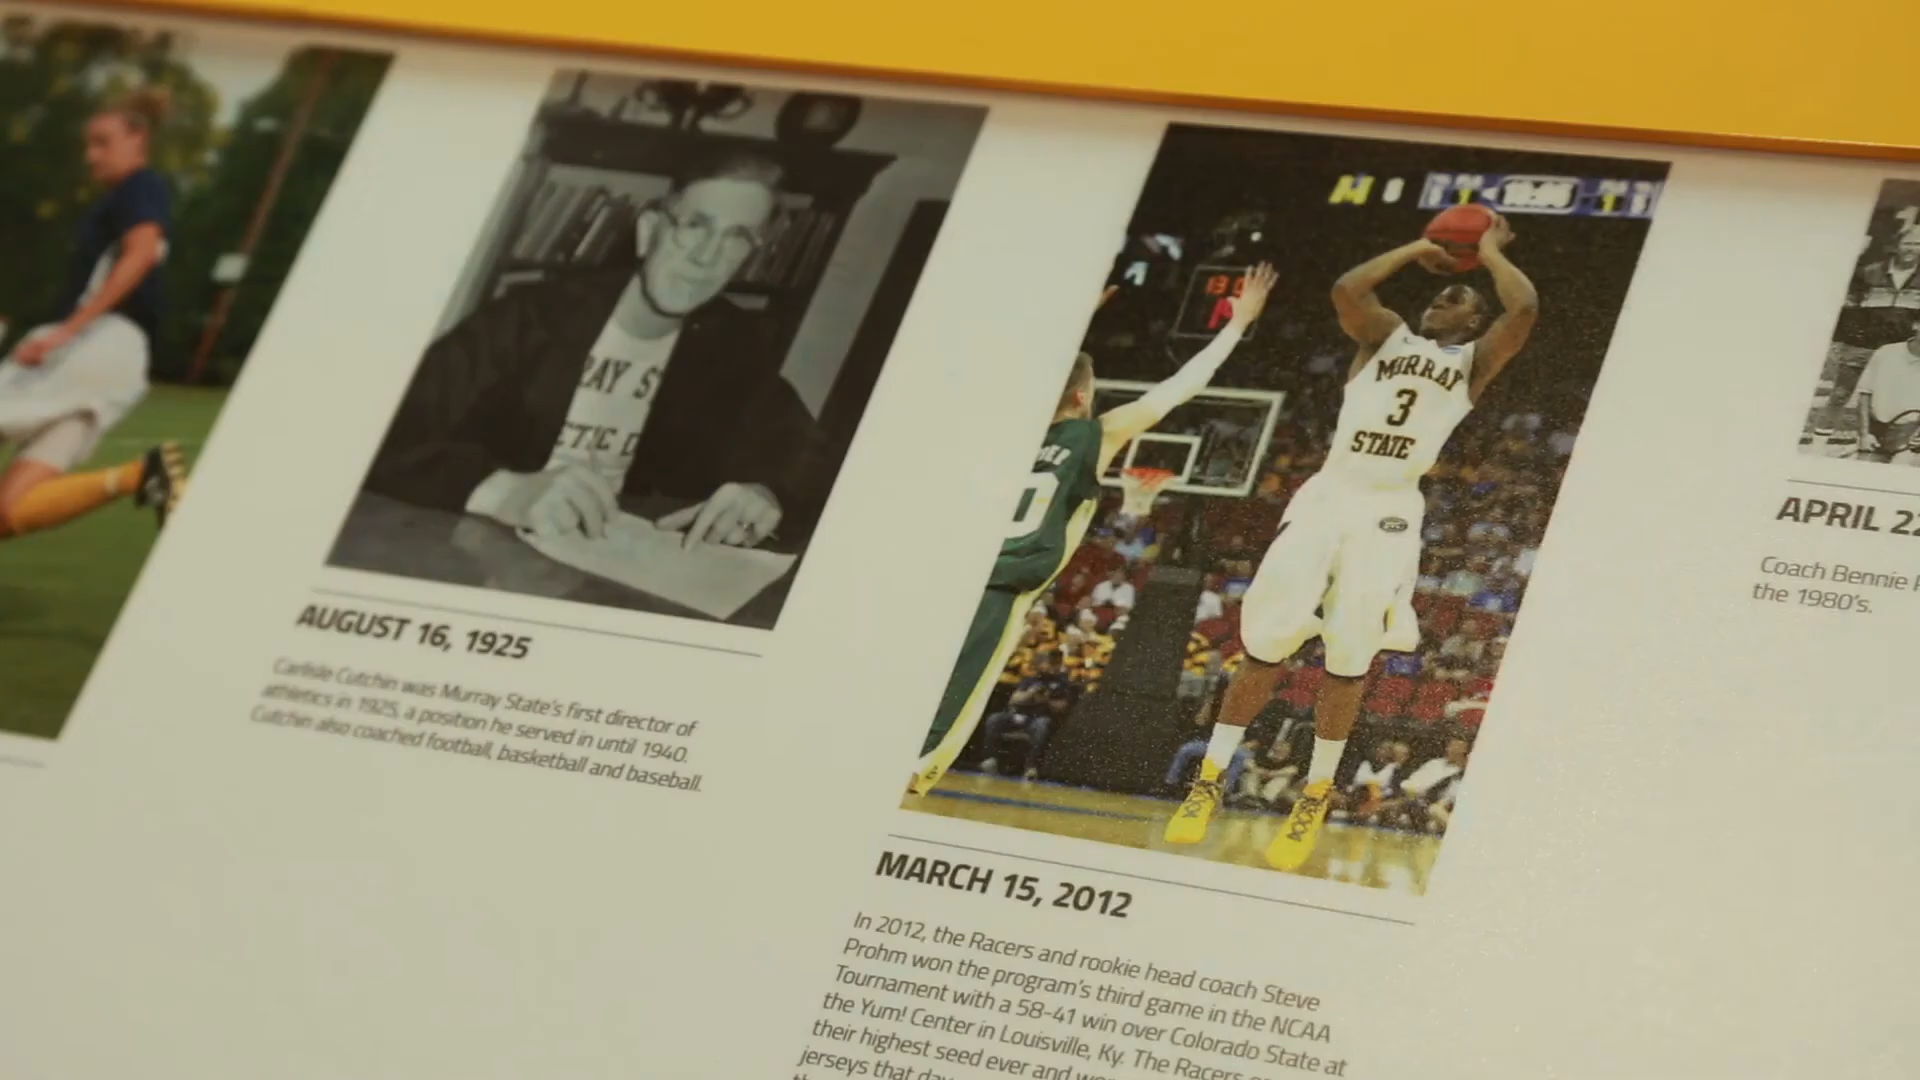 RAY S
ETIC D
AUGUST 16, 1925
Carlisle Cutchin was Murray State's first director of
athletics in 1925, a position he served in until 1940.
Cutchin also coached football, basketball and baseball.
MURRAY
3
STATE
0
MARCH 15, 2012
In 2012, the Racers and rookie head coach Steve
Prohm won the program's third game in the NCAA
Tournament with a 58-41 win over Colorado State at
the Yum! Center in Louisville, Ky. The Racers
their highest seed ever and
jerseys that day
APRIL 22
Coach Bennie
the 1980's.